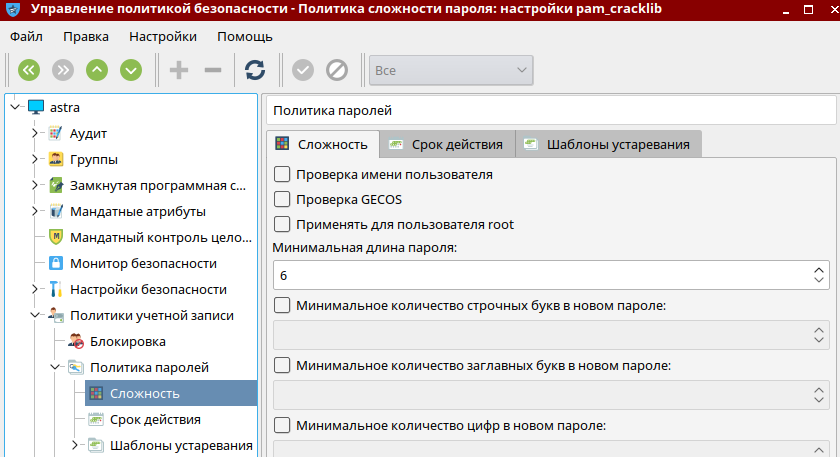 Управление политикой безопасности - Политика сложности пароля: настройки pam_cracklib
Файл Правка Настройки Помощь
Все
astra
Аудит
Группы
Замкнутая программная с...
Мандатные атрибуты
Мандатный контроль цело...
Монитор безопасности
Настройки безопасности
Политики учетной записи
Блокировка
Политика паролей
Сложность
Срок действия
Шаблоны устаревания
Политика паролей
Сложность Срок действия Шаблоны устаревания
Проверка имени пользователя
Проверка GECOS
Применять для пользователя root
Минимальная длина пароля:
6
Минимальное количество строчных букв в новом пароле:
Минимальное количество заглавных букв в новом пароле:
Минимальное количество цифр в новом пароле: